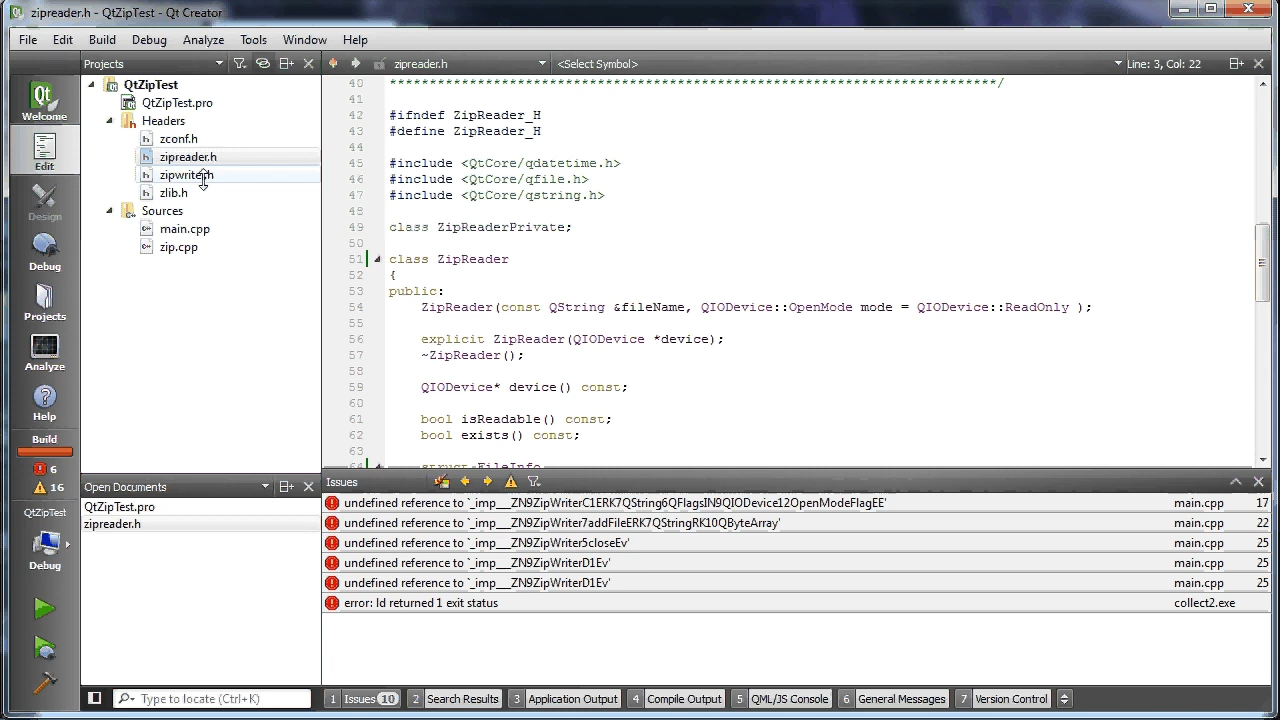 zipreader.h - QtZipTest - Qt Creator
File Edit Build Debug Analyze Tools Window Help
Projects
zipreader.h
<Select Symbol>
Line: 3, Col: 22
Welcome
Edit
Design
Debug
Projects
Analyze
Help
Build
6
16
QtZipTest
Debug
QtZipTest
QtZipTest.pro
Headers
zconf.h
zipreader.h
zipwriter.h
zlib.h
Sources
main.cpp
zip.cpp
Open Documents
QtZipTest.pro
zipreader.h
40 ****************************************************************************/
41
42 #ifndef ZipReader_H
43 #define ZipReader_H
44
45 #include <QtCore/qdatetime.h>
46 #include <QtCore/qfile.h>
47 #include <QtCore/qstring.h>
48
49 class ZipReaderPrivate;
50
51 class ZipReader
52 {
53 public:
54 ZipReader(const QString &fileName, QIODevice::OpenMode mode = QIODevice::ReadOnly );
55
56 explicit ZipReader(QIODevice *device);
57 ~ZipReader();
58
59 QIODevice* device() const;
60
61 bool isReadable() const;
62 bool exists() const;
63
64 struct FileInfo
Issues
undefined reference to `_imp___ZN9ZipWriterC1ERK7QString6QFlagsIN9QIODevice12OpenModeFlagEE' main.cpp 17
undefined reference to `_imp___ZN9ZipWriter7addFileERK7QStringRK10QByteArray' main.cpp 22
undefined reference to `_imp___ZN9ZipWriter5closeEv' main.cpp 25
undefined reference to `_imp___ZN9ZipWriterD1Ev' main.cpp 25
undefined reference to `_imp___ZN9ZipWriterD1Ev' main.cpp 25
error: ld returned 1 exit status collect2.exe
Type to locate (Ctrl+K)
1 Issues 10 2 Search Results 3 Application Output 4 Compile Output 5 QML/JS Console 6 General Messages 7 Version Control